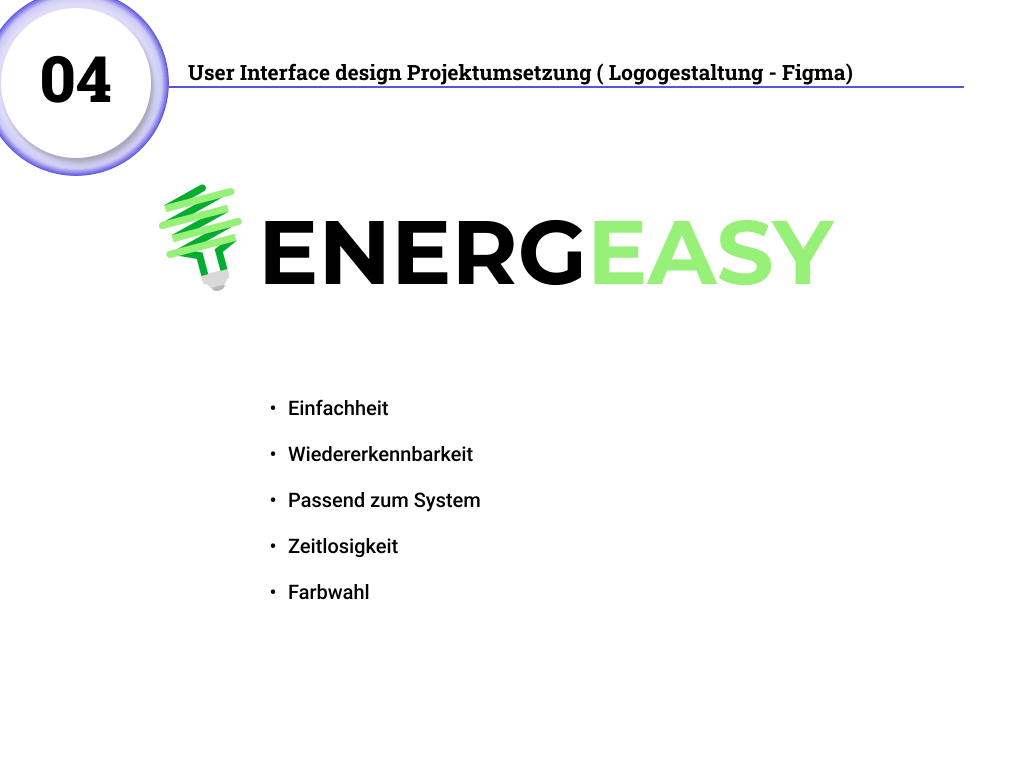 04
User Interface design Projektumsetzung ( Logogestaltung - Figma)
ENERGEASY
• Einfachheit
• Wiedererkennbarkeit
• Passend zum System
• Zeitlosigkeit
• Farbwahl